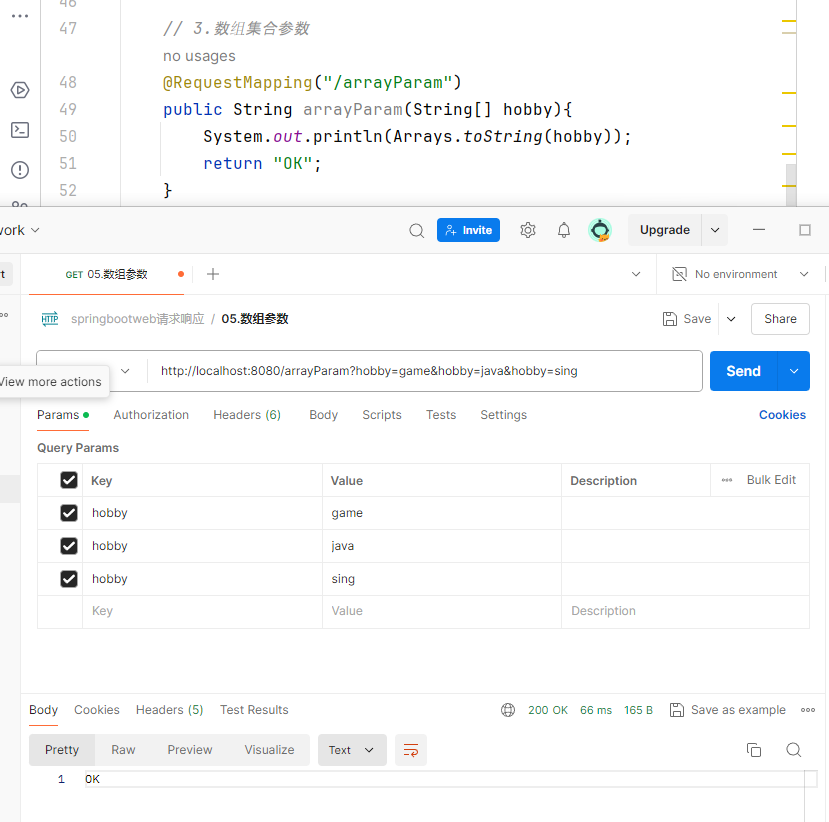 46
47 // 3.数组集合参数
no usages
48 @RequestMapping("/arrayParam")
49 public String arrayParam(String[] hobby){
50 System.out.println(Arrays.toString(hobby));
51 return "OK";
52 }
work Invite Upgrade
GET 05.数组参数 No environment
HTTP springbootweb请求响应 / 05.数组参数 Save Share
http://localhost:8080/arrayParam?hobby=game&hobby=java&hobby=sing Send
View more actions
Params Authorization Headers (6) Body Scripts Tests Settings Cookies
Query Params
Key Value Description Bulk Edit
hobby game
hobby java
hobby sing
Key Value Description
Body Cookies Headers (5) Test Results 200 OK 66 ms 165 B Save as example
Pretty Raw Preview Visualize Text
1 OK